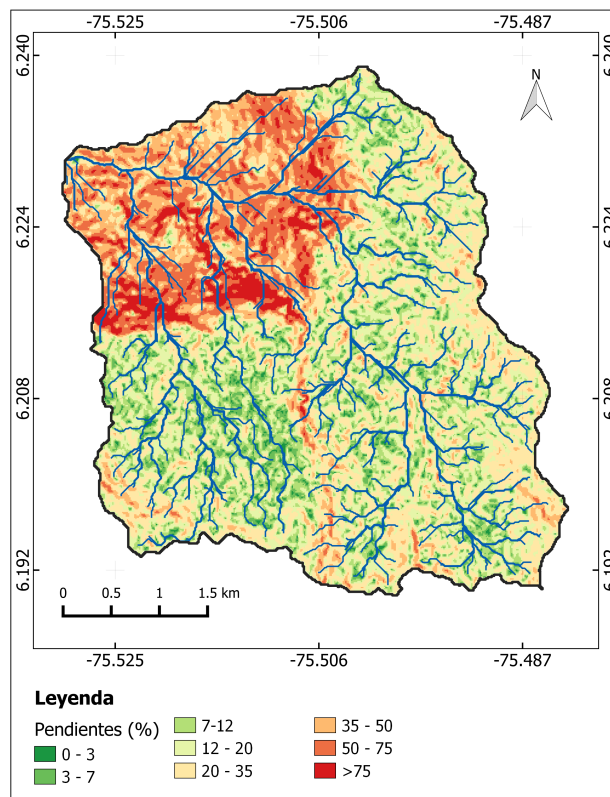 -75.525 -75.506 -75.487
6.240 6.240
N
6.224 6.224
6.208 6.208
6.192 6.192
0 0.5 1 1.5 km
-75.525 -75.506 -75.487
Leyenda
Pendientes (%)
0 - 3
3 - 7
7-12
12 - 20
20 - 35
35 - 50
50 - 75
>75